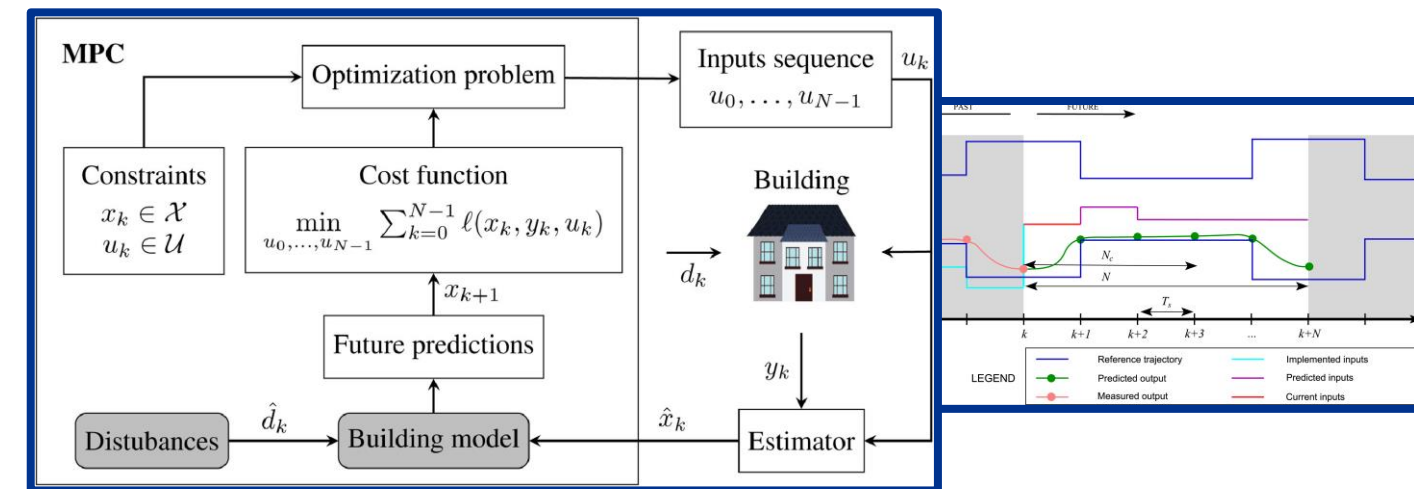 MPC
Optimization problem
Inputs sequence
u_0, …, u_{N−1}
u_k
Constraints
x_k ∈ 𝒳
u_k ∈ 𝒰
Cost function
min_{u_0,…,u_{N−1}} ∑_{k=0}^{N−1} ℓ(x_k, y_k, u_k)
Building
d_k
x_{k+1}
Future predictions
y_k
Distubances
d̂_k
Building model
x̂_k
Estimator
PAST
FUTURE
N_c
N
T_s
k
k+1
k+2
k+3
...
k+N
LEGEND
Reference trajectory
Predicted output
Measured output
Implemented inputs
Predicted inputs
Current inputs